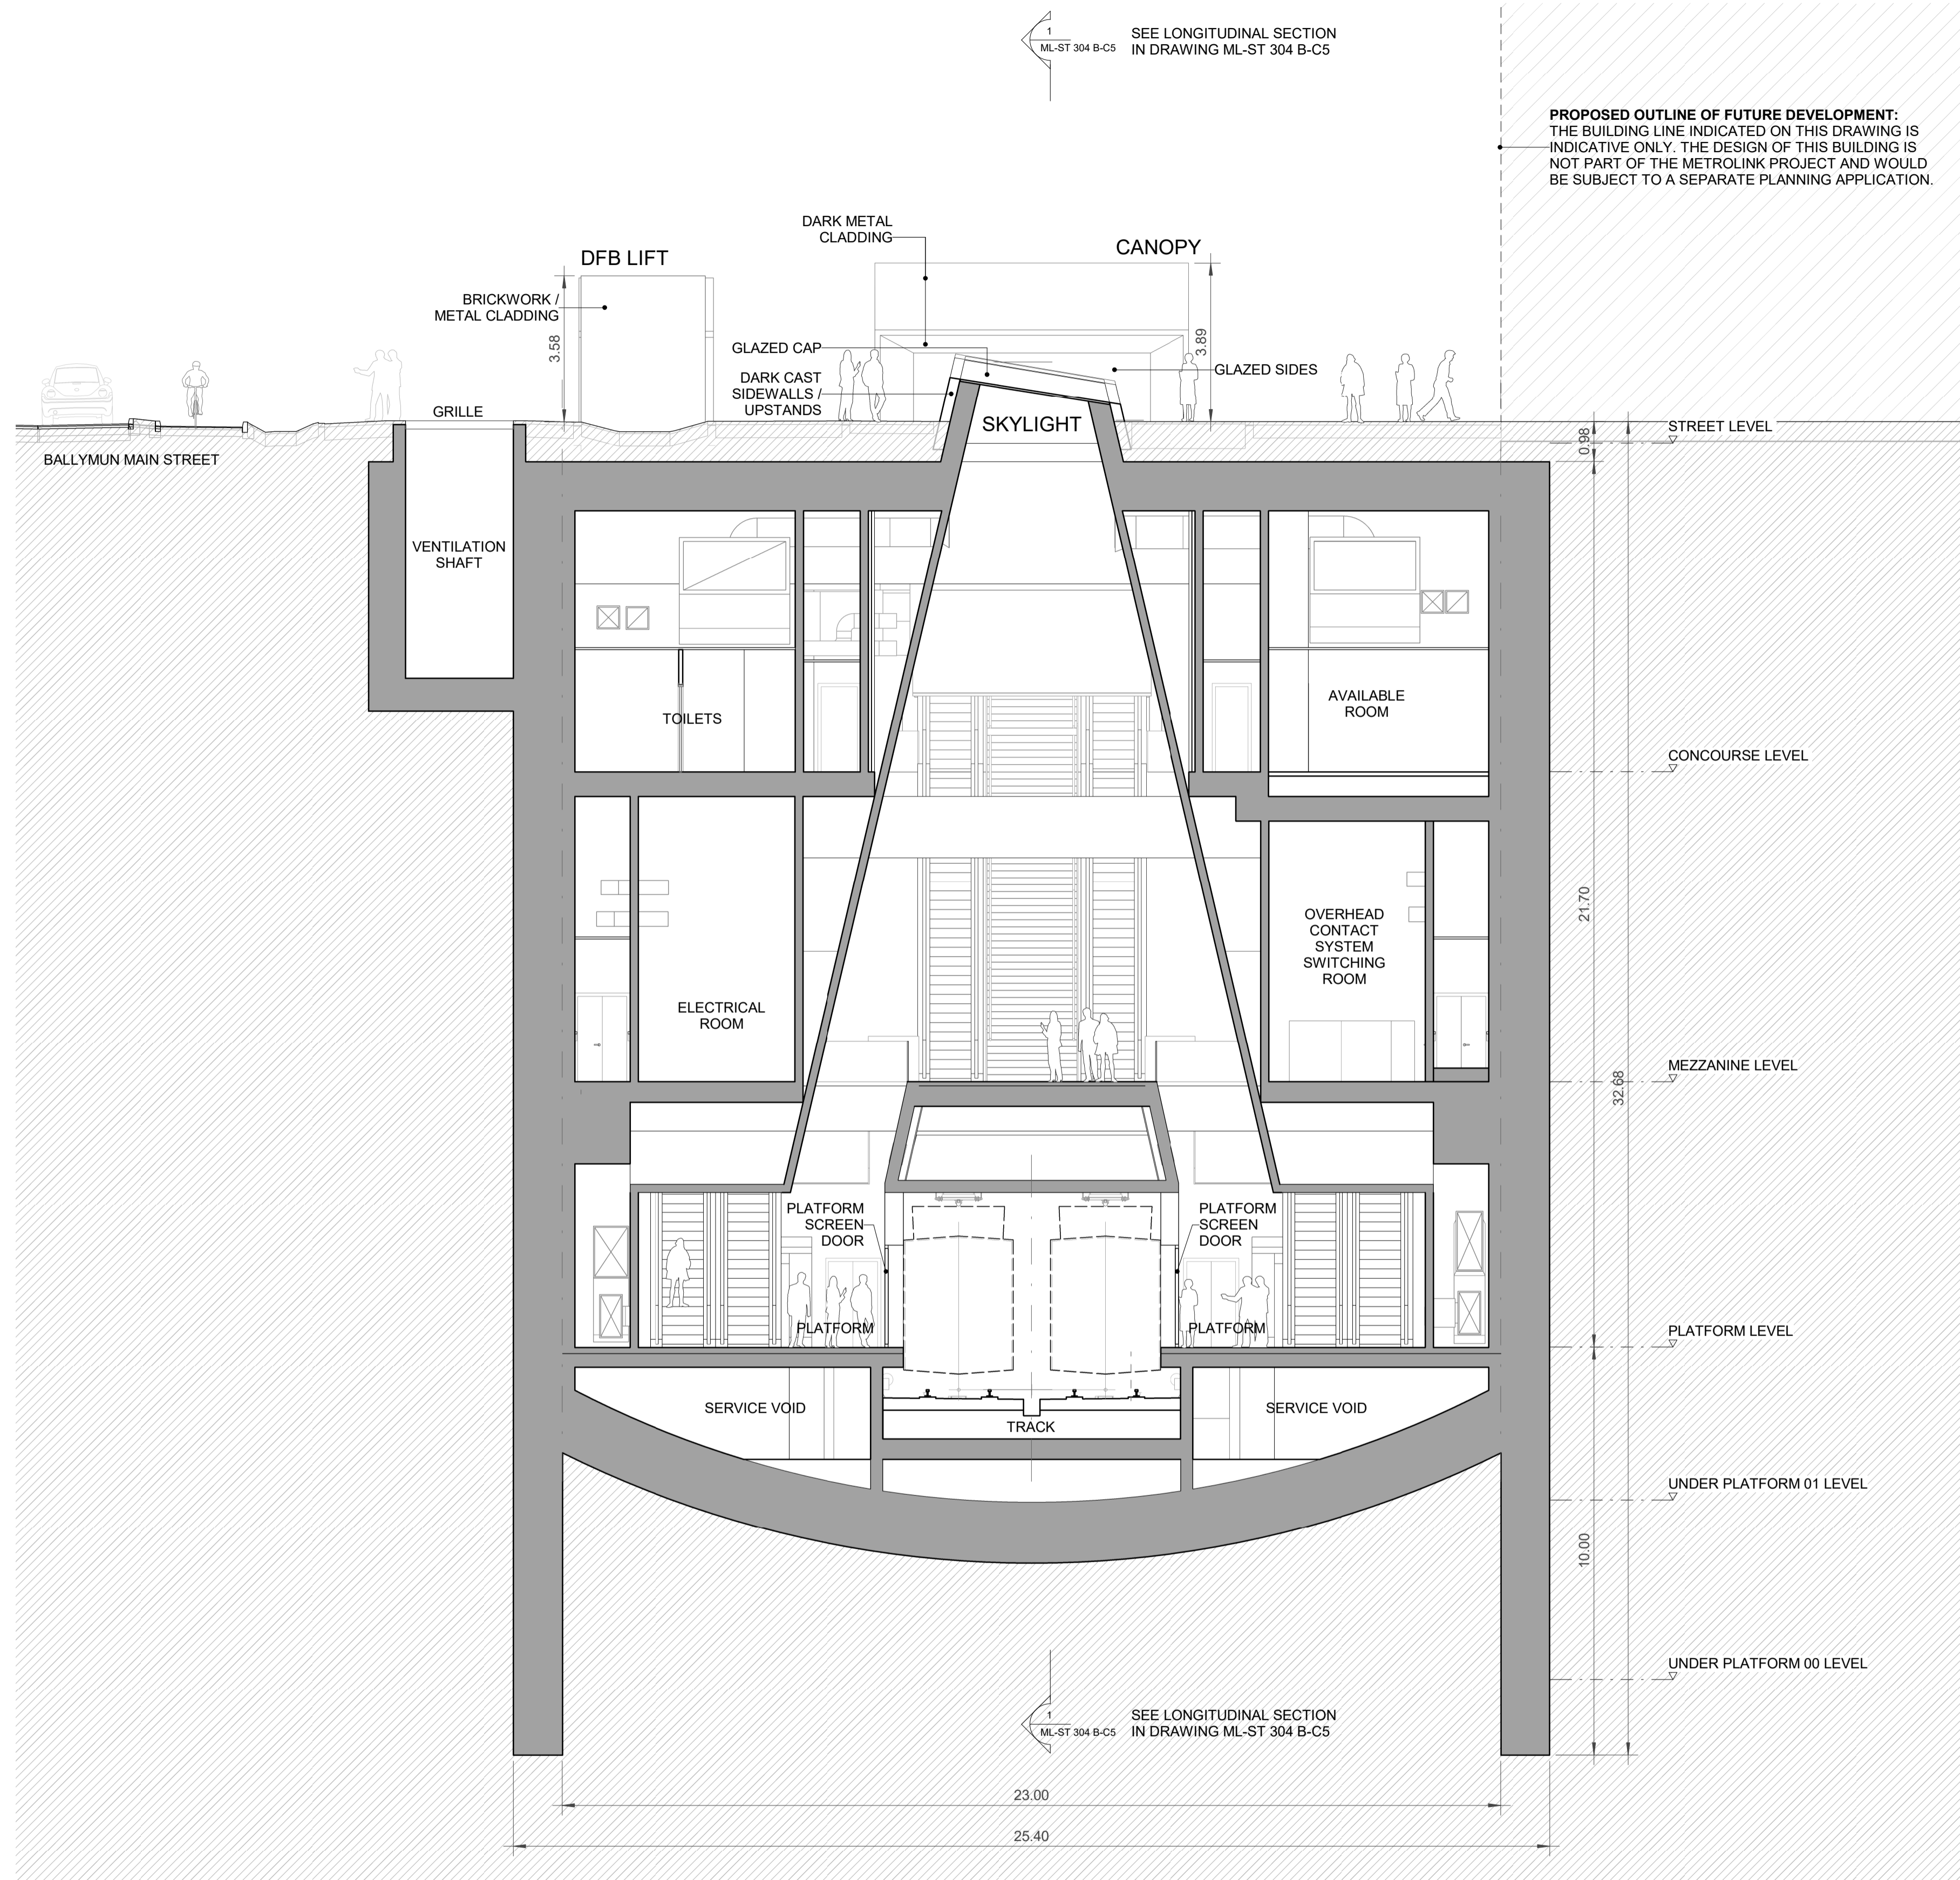 1
ML-ST 304 B-C5
SEE LONGITUDINAL SECTION
IN DRAWING ML-ST 304 B-C5
PROPOSED OUTLINE OF FUTURE DEVELOPMENT:
THE BUILDING LINE INDICATED ON THIS DRAWING IS
INDICATIVE ONLY. THE DESIGN OF THIS BUILDING IS
NOT PART OF THE METROLINK PROJECT AND WOULD
BE SUBJECT TO A SEPARATE PLANNING APPLICATION.
DARK METAL
CLADDING
CANOPY
DFB LIFT
BRICKWORK /
METAL CLADDING
3.58
3.89
GLAZED CAP
GLAZED SIDES
DARK CAST
SIDEWALLS /
UPSTANDS
GRILLE
SKYLIGHT
STREET LEVEL
0.98
BALLYMUN MAIN STREET
VENTILATION
SHAFT
TOILETS
AVAILABLE
ROOM
CONCOURSE LEVEL
21.70
OVERHEAD
CONTACT
SYSTEM
SWITCHING
ROOM
ELECTRICAL
ROOM
MEZZANINE LEVEL
32.68
PLATFORM
SCREEN
DOOR
PLATFORM
SCREEN
DOOR
PLATFORM
PLATFORM
PLATFORM LEVEL
SERVICE VOID
SERVICE VOID
TRACK
UNDER PLATFORM 01 LEVEL
10.00
UNDER PLATFORM 00 LEVEL
1
ML-ST 304 B-C5
SEE LONGITUDINAL SECTION
IN DRAWING ML-ST 304 B-C5
23.00
25.40